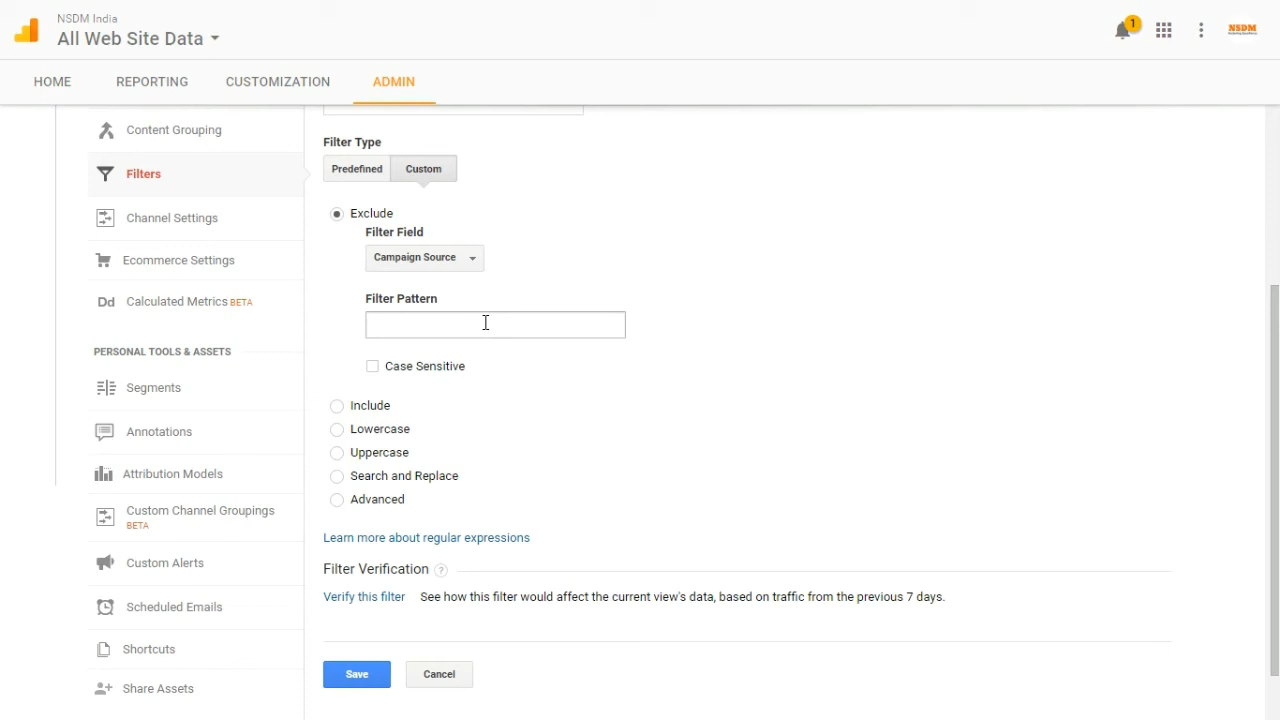 NSDM India
All Web Site Data
1
NSDM
HOME
REPORTING
CUSTOMIZATION
ADMIN
Content Grouping
Filters
Channel Settings
Ecommerce Settings
Dd Calculated Metrics BETA
PERSONAL TOOLS & ASSETS
Segments
Annotations
Attribution Models
Custom Channel Groupings
BETA
Custom Alerts
Scheduled Emails
Shortcuts
Share Assets
Filter Type
Predefined
Custom
Exclude
Filter Field
Campaign Source
Filter Pattern
Case Sensitive
Include
Lowercase
Uppercase
Search and Replace
Advanced
Learn more about regular expressions
Filter Verification ?
Verify this filter See how this filter would affect the current view's data, based on traffic from the previous 7 days.
Save
Cancel